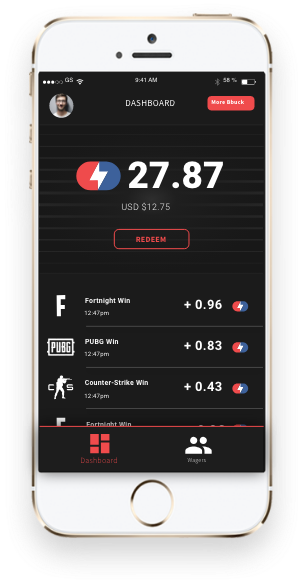 GS 9:41 AM 58 %
DASHBOARD
More Bbuck
27.87
USD $12.75
REDEEM
F
Fortnight Win
12:47pm
+ 0.96
PUBG
PUBG Win
12:47pm
+ 0.83
CS
Counter-Strike Win
12:47pm
+ 0.43
F
Fortnight Win
Dashboard
Wagers